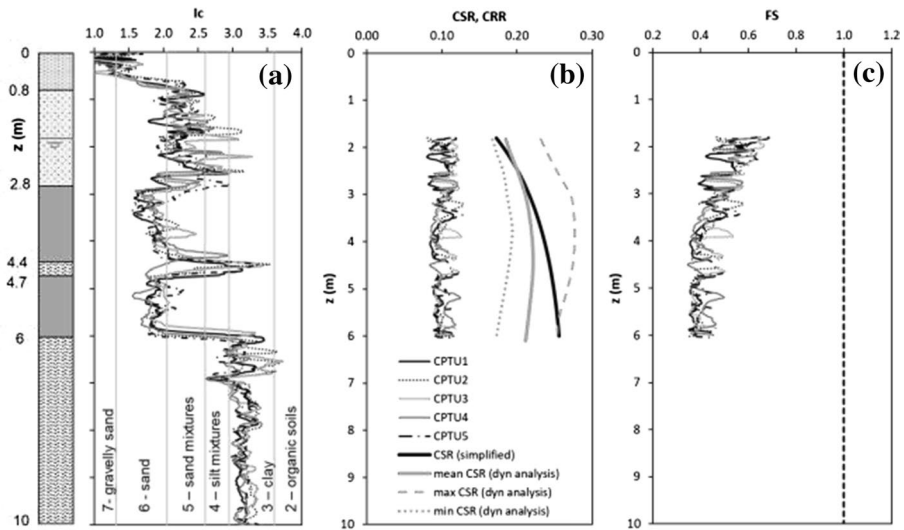 Ic
1.0 1.5 2.0 2.5 3.0 3.5 4.0
0
0.8
z (m)
2.8
4.4
4.7
6
10
(a)
7- gravelly sand
6 - sand
5 – sand mixtures
4 – silt mixtures
3 – clay
2 – organic soils
CSR, CRR
0.00 0.10 0.20 0.30
0
1
2
3
4
5
6
7
8
9
10
z (m)
(b)
CPTU1
CPTU2
CPTU3
CPTU4
CPTU5
CSR (simplified)
mean CSR (dyn analysis)
max CSR (dyn analysis)
min CSR (dyn analysis)
FS
0.2 0.4 0.6 0.8 1.0 1.2
0
1
2
3
4
5
6
7
8
9
10
z (m)
(c)